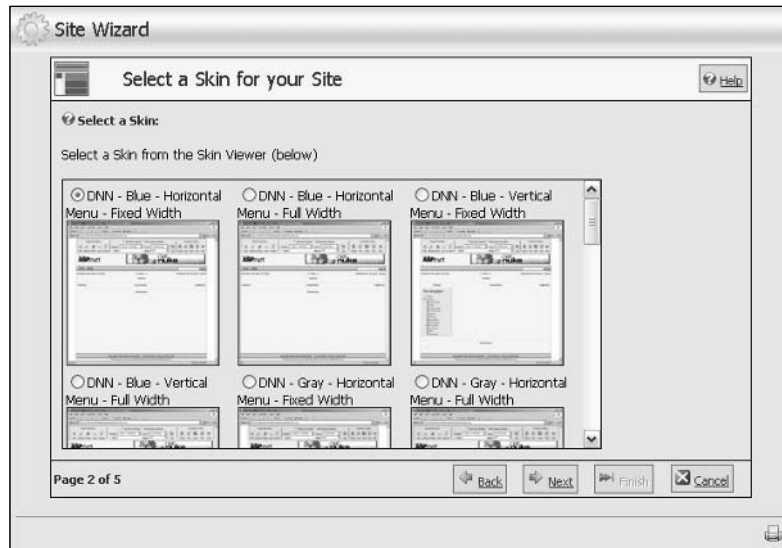 Site Wizard
Select a Skin for your Site
Help
Select a Skin:
Select a Skin from the Skin Viewer (below)
DNN - Blue - Horizontal
Menu - Fixed Width
DNN - Blue - Horizontal
Menu - Full Width
DNN - Blue - Vertical
Menu - Fixed Width
DNN - Blue - Vertical
Menu - Full Width
DNN - Gray - Horizontal
Menu - Fixed Width
DNN - Gray - Horizontal
Menu - Full Width
Page 2 of 5
Back
Next
Finish
Cancel